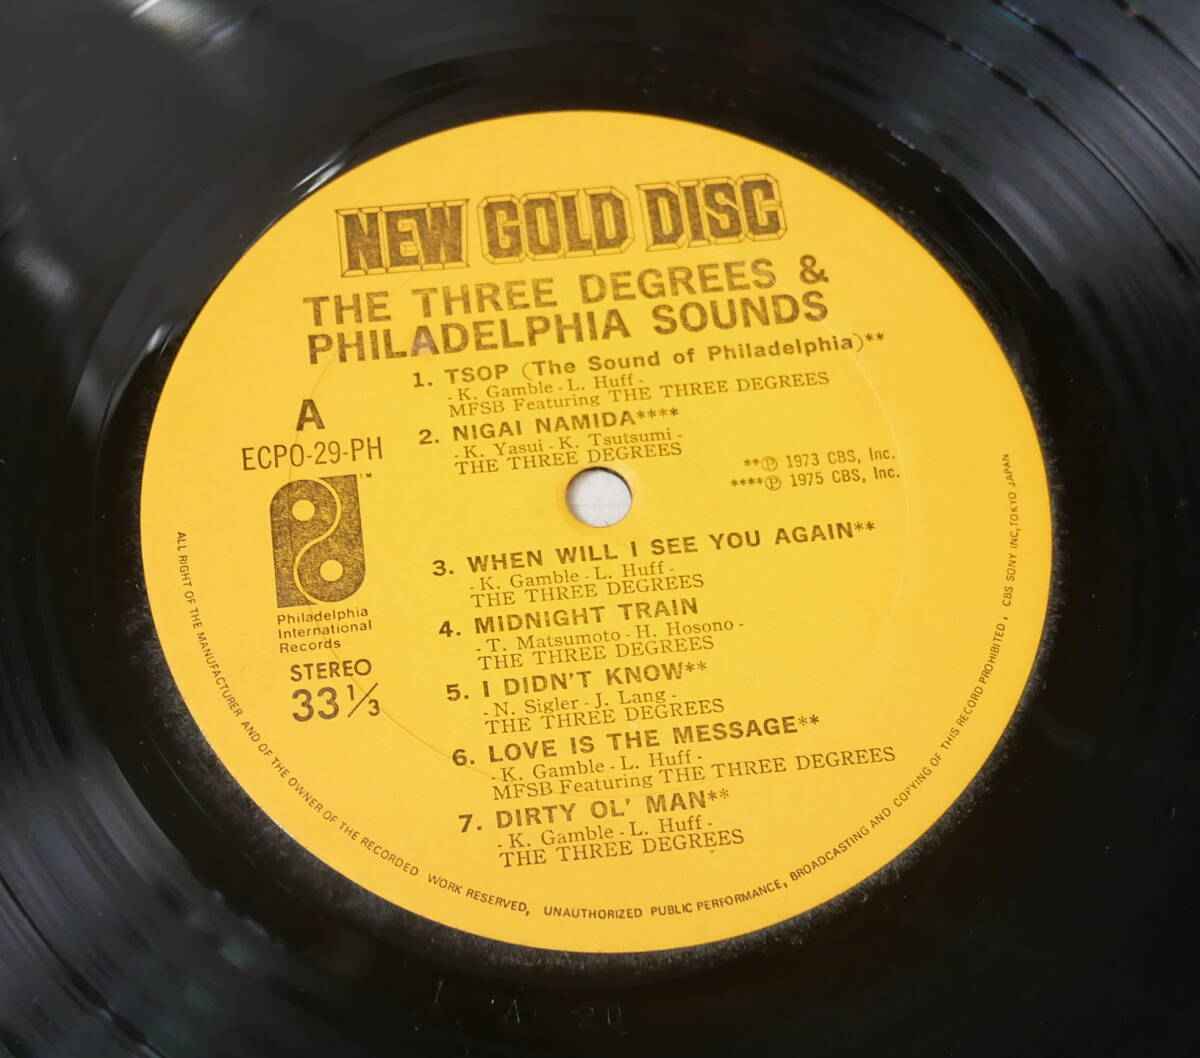 NEW GOLD DISC
THE THREE DEGREES &
PHILADELPHIA SOUNDS
1. TSOP (The Sound of Philadelphia)**
- K. Gamble - L. Huff -
MFSB Featuring THE THREE DEGREES
A
ECPO-29-PH
2. NIGAI NAMIDA****
- K. Yasui - K. Tsutsumi -
THE THREE DEGREES
**Ⓟ 1973 CBS, Inc.
****Ⓟ 1975 CBS, Inc.
TM
Philadelphia
International
Records
STEREO
33 1/3
3. WHEN WILL I SEE YOU AGAIN**
- K. Gamble - L. Huff -
THE THREE DEGREES
4. MIDNIGHT TRAIN
- T. Matsumoto - H. Hosono -
THE THREE DEGREES
5. I DIDN'T KNOW**
- N. Sigler - J. Lang -
THE THREE DEGREES
6. LOVE IS THE MESSAGE**
- K. Gamble - L. Huff -
MFSB Featuring THE THREE DEGREES
7. DIRTY OL' MAN**
- K. Gamble - L. Huff -
THE THREE DEGREES
ALL RIGHT OF THE MANUFACTURER AND OF THE OWNER OF THE RECORDED WORK RESERVED, UNAUTHORIZED PUBLIC PERFORMANCE, BROADCASTING AND COPYING OF THIS RECORD PROHIBITED, CBS SONY INC, TOKYO JAPAN
1 A 20